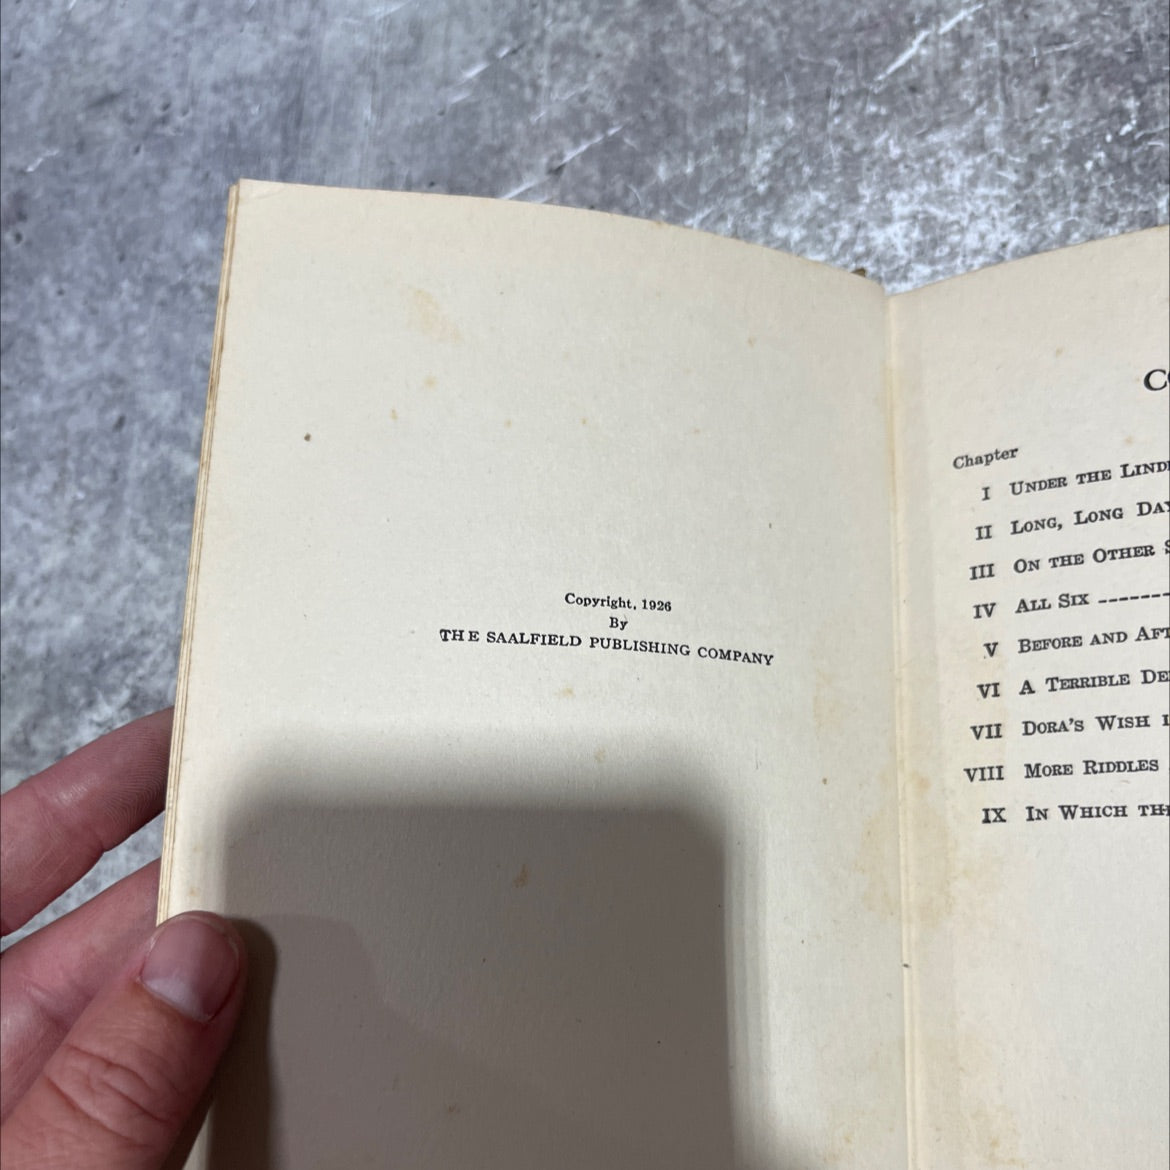 Copyright, 1926
By
THE SAALFIELD PUBLISHING COMPANY
Chapter
I UNDER THE
II LONG, LONG
III ON THE OTHER
IV ALL SIX -------
V BEFORE AND
VI A TERRIBLE
VII DORA'S WISH
VIII MORE RIDDLES
IX IN WHICH